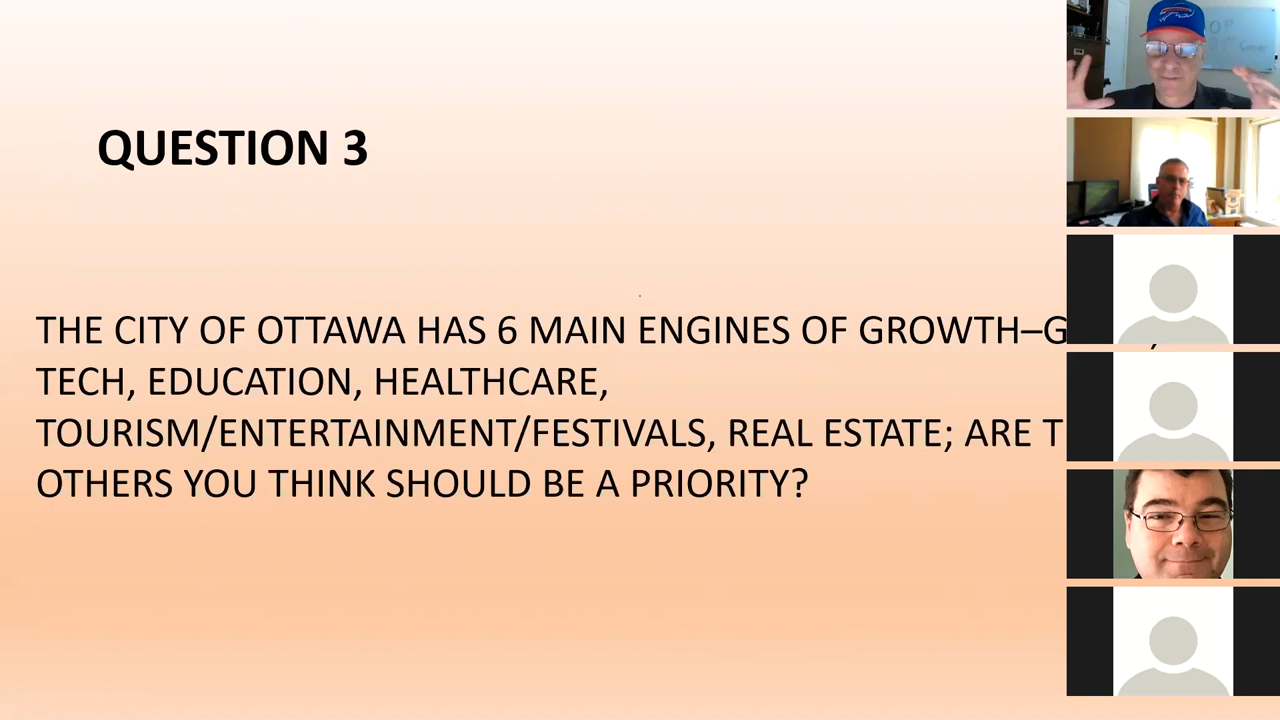 QUESTION 3
THE CITY OF OTTAWA HAS 6 MAIN ENGINES OF GROWTH–
TECH, EDUCATION, HEALTHCARE,
TOURISM/ENTERTAINMENT/FESTIVALS, REAL ESTATE; ARE
OTHERS YOU THINK SHOULD BE A PRIORITY?